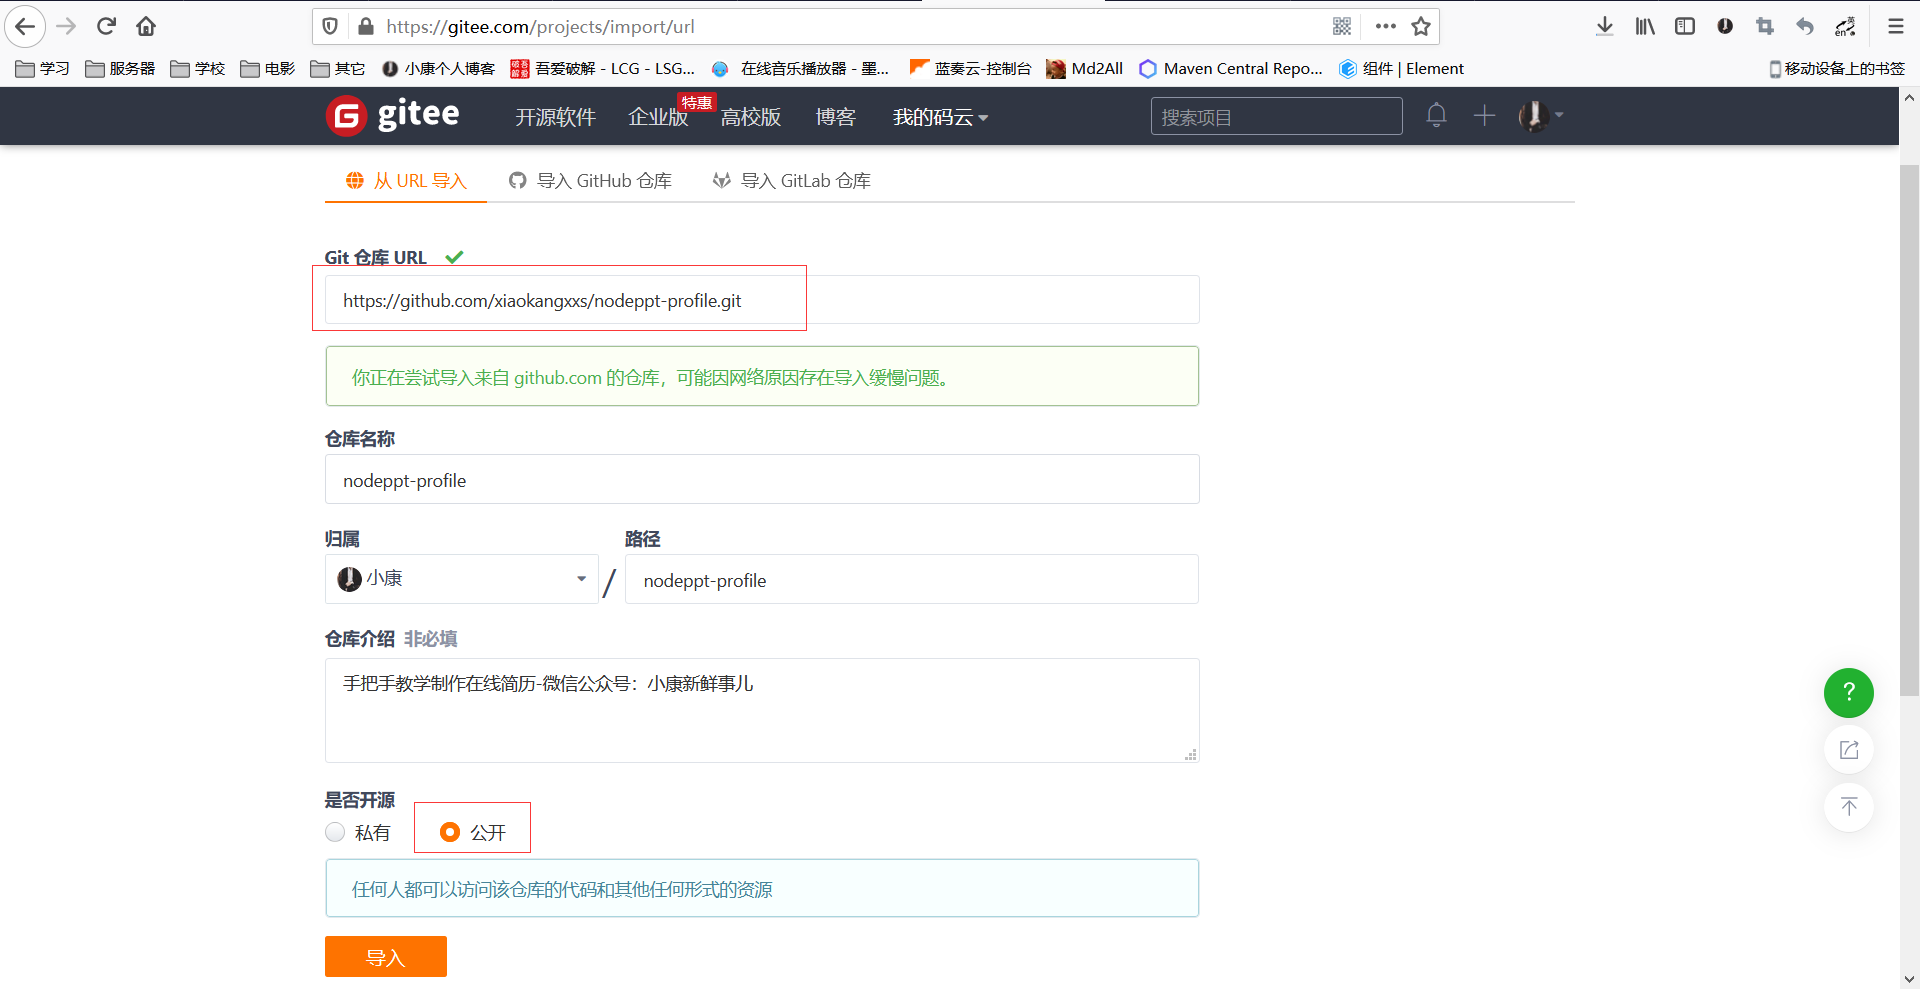 https://gitee.com/projects/import/url
学习 服务器 学校 电影 其它 小康个人博客 吾爱破解 - LCG - LSG... 在线音乐播放器 - 墨... 蓝奏云-控制台 Md2All Maven Central Repo... 组件 | Element 移动设备上的书签
gitee 开源软件 企业版 特惠 高校版 博客 我的码云 搜索项目
从 URL 导入 导入 GitHub 仓库 导入 GitLab 仓库
Git 仓库 URL
https://github.com/xiaokangxxs/nodeppt-profile.git
你正在尝试导入来自 github.com 的仓库，可能因网络原因存在导入缓慢问题。
仓库名称
nodeppt-profile
归属 路径
小康 / nodeppt-profile
仓库介绍 非必填
手把手教学制作在线简历-微信公众号：小康新鲜事儿
是否开源
私有 公开
任何人都可以访问该仓库的代码和其他任何形式的资源
导入